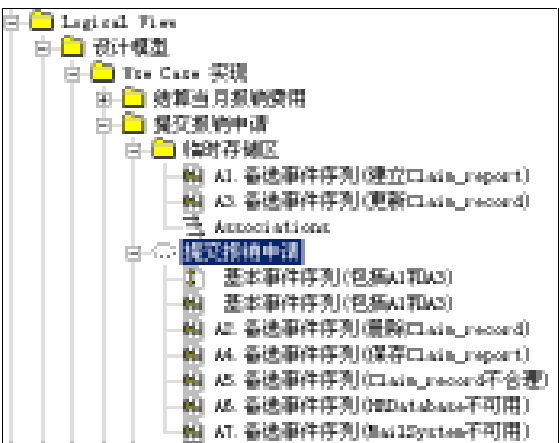 Logical View
设计模型
Use Case 实现
结算当月报销费用
提交报销申请
临时存储区
A1. 备选事件序列(建立Claim_report)
A3. 备选事件序列(更新Claim_record)
Associations
提交报销申请
基本事件序列(包括A1和A3)
基本事件序列(包括A1和A3)
A2. 备选事件序列(删除Claim_record)
A4. 备选事件序列(保存Claim_report)
A5. 备选事件序列(Claim_record不合理)
A6. 备选事件序列(HRDatabase不可用)
A7. 备选事件序列(MailSystem不可用)